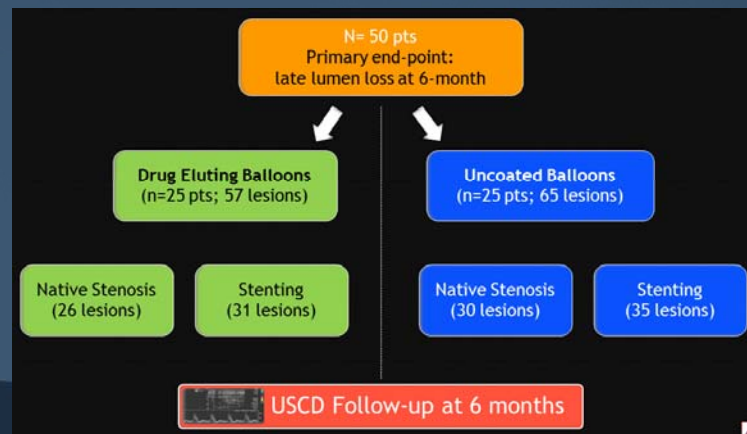 N= 50 pts
Primary end-point:
late lumen loss at 6-month
Drug Eluting Balloons
(n=25 pts; 57 lesions)
Uncoated Balloons
(n=25 pts; 65 lesions)
Native Stenosis
(26 lesions)
Stenting
(31 lesions)
Native Stenosis
(30 lesions)
Stenting
(35 lesions)
USCD Follow-up at 6 months